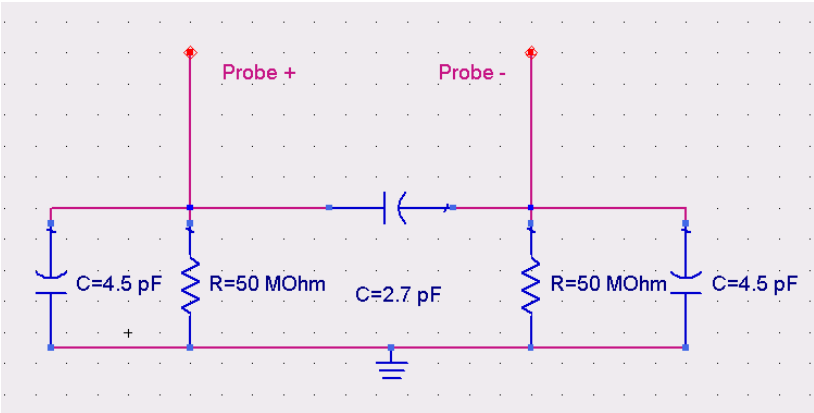 Probe +
Probe -
C=4.5 pF
R=50 MOhm
C=2.7 pF
R=50 MOhm
C=4.5 pF